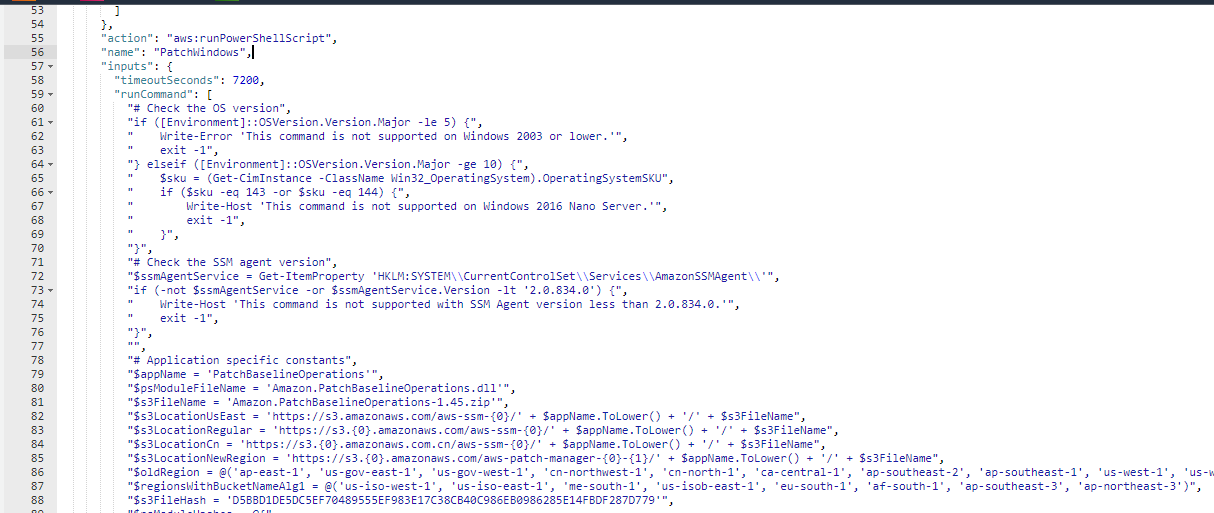 53 ]
54 },
55 "action": "aws:runPowerShellScript",
56 "name": "PatchWindows",
57 "inputs": {
58 "timeoutSeconds": 7200,
59 "runCommand": [
60 "# Check the OS version",
61 "if ([Environment]::OSVersion.Version.Major -le 5) {",
62 "    Write-Error 'This command is not supported on Windows 2003 or lower.'",
63 "    exit -1",
64 "} elseif ([Environment]::OSVersion.Version.Major -ge 10) {",
65 "    $sku = (Get-CimInstance -ClassName Win32_OperatingSystem).OperatingSystemSKU",
66 "    if ($sku -eq 143 -or $sku -eq 144) {",
67 "        Write-Host 'This command is not supported on Windows 2016 Nano Server.'",
68 "        exit -1",
69 "    }",
70 "}",
71 "# Check the SSM agent version",
72 "$ssmAgentService = Get-ItemProperty 'HKLM:SYSTEM\\CurrentControlSet\\Services\\AmazonSSMAgent\\'",
73 "if (-not $ssmAgentService -or $ssmAgentService.Version -lt '2.0.834.0') {",
74 "    Write-Host 'This command is not supported with SSM Agent version less than 2.0.834.0.'",
75 "    exit -1",
76 "}",
77 "",
78 "# Application specific constants",
79 "$appName = 'PatchBaselineOperations'",
80 "$psModuleFileName = 'Amazon.PatchBaselineOperations.dll'",
81 "$s3FileName = 'Amazon.PatchBaselineOperations-1.45.zip'",
82 "$s3LocationUsEast = 'https://s3.amazonaws.com/aws-ssm-{0}/' + $appName.ToLower() + '/' + $s3FileName",
83 "$s3LocationRegular = 'https://s3.{0}.amazonaws.com/aws-ssm-{0}/' + $appName.ToLower() + '/' + $s3FileName",
84 "$s3LocationCn = 'https://s3.{0}.amazonaws.com.cn/aws-ssm-{0}/' + $appName.ToLower() + '/' + $s3FileName",
85 "$s3LocationNewRegion = 'https://s3.{0}.amazonaws.com/aws-patch-manager-{0}-{1}/' + $appName.ToLower() + '/' + $s3FileName",
86 "$oldRegion = @('ap-east-1', 'us-gov-east-1', 'us-gov-west-1', 'cn-northwest-1', 'cn-north-1', 'ca-central-1', 'ap-southeast-2', 'ap-southeast-1', 'us-west-1', 'us-w
87 "$regionsWithBucketNameAlg1 = @('us-iso-west-1', 'us-iso-east-1', 'me-south-1', 'us-isob-east-1', 'eu-south-1', 'af-south-1', 'ap-southeast-3', 'ap-northeast-3')",
88 "$s3FileHash = 'D5BBD1DE5DC5EF70489555EF983E17C38CB40C986EB0986285E14FBDF287D779'",